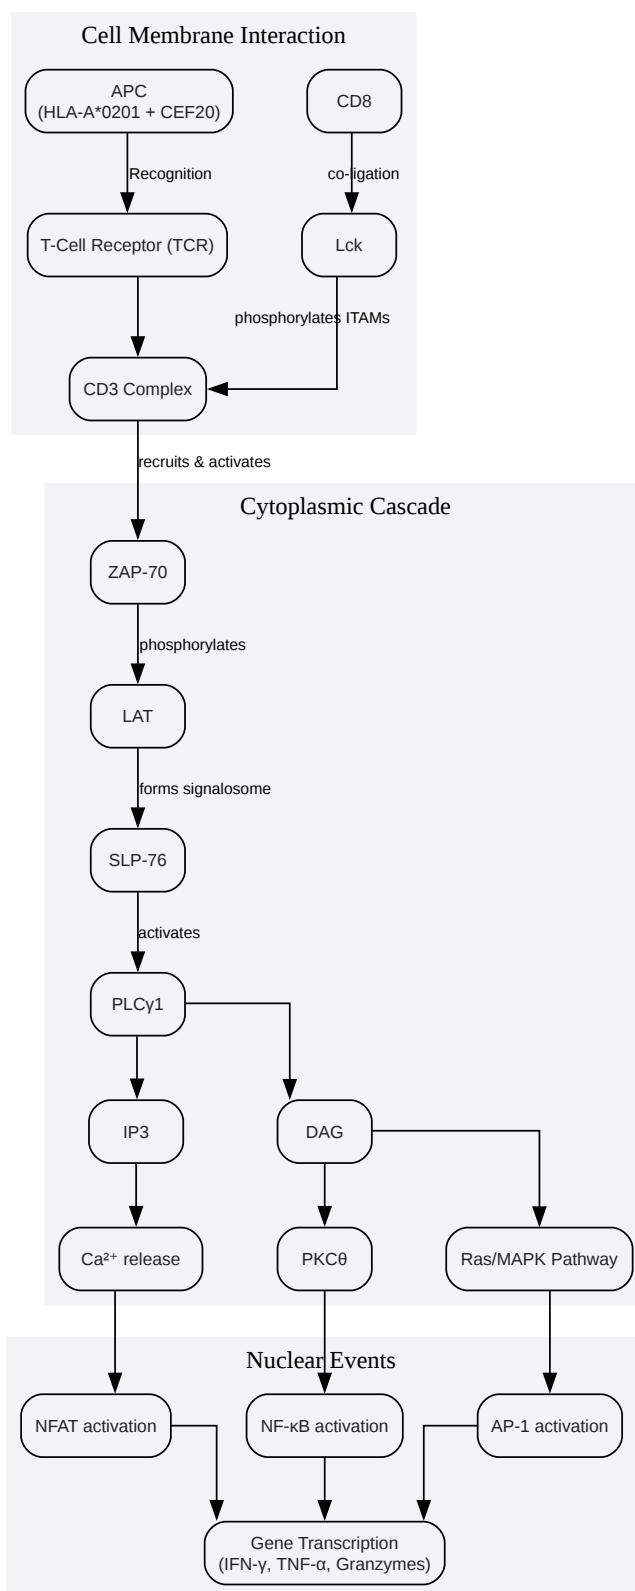 Cell Membrane Interaction
APC
(HLA-A*0201 + CEF20)
CD8
Recognition
co-ligation
T-Cell Receptor (TCR)
Lck
phosphorylates ITAMs
CD3 Complex
recruits & activates
Cytoplasmic Cascade
ZAP-70
phosphorylates
LAT
forms signalosome
SLP-76
activates
PLCγ1
IP3
DAG
Ca²⁺ release
PKCθ
Ras/MAPK Pathway
Nuclear Events
NFAT activation
NF-κB activation
AP-1 activation
Gene Transcription
(IFN-γ, TNF-α, Granzymes)